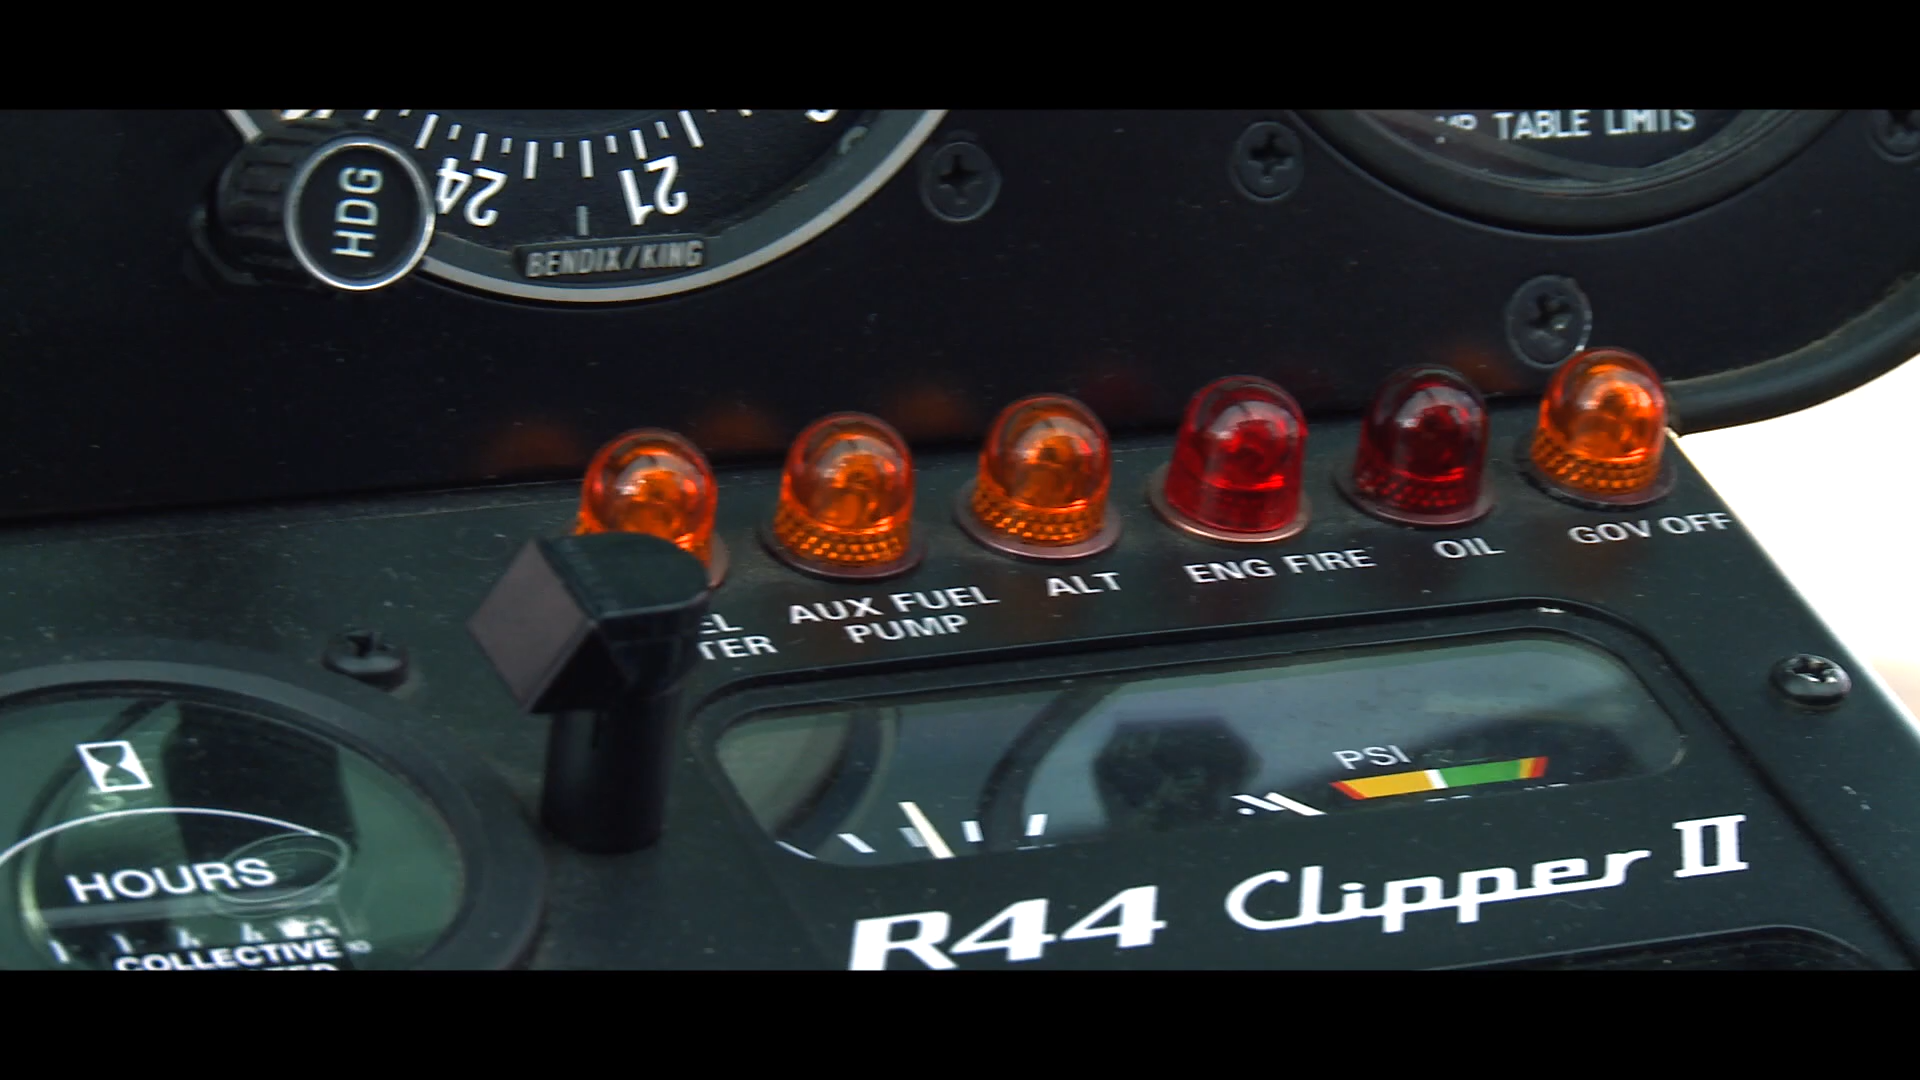 TABLE LIMITS
HDG
24 21
BENDIX/KING
GOV OFF
OIL
ENG FIRE
ALT
AUX FUEL
PUMP
PSI
HOURS
COLLECTIVE
R44 Clipper II